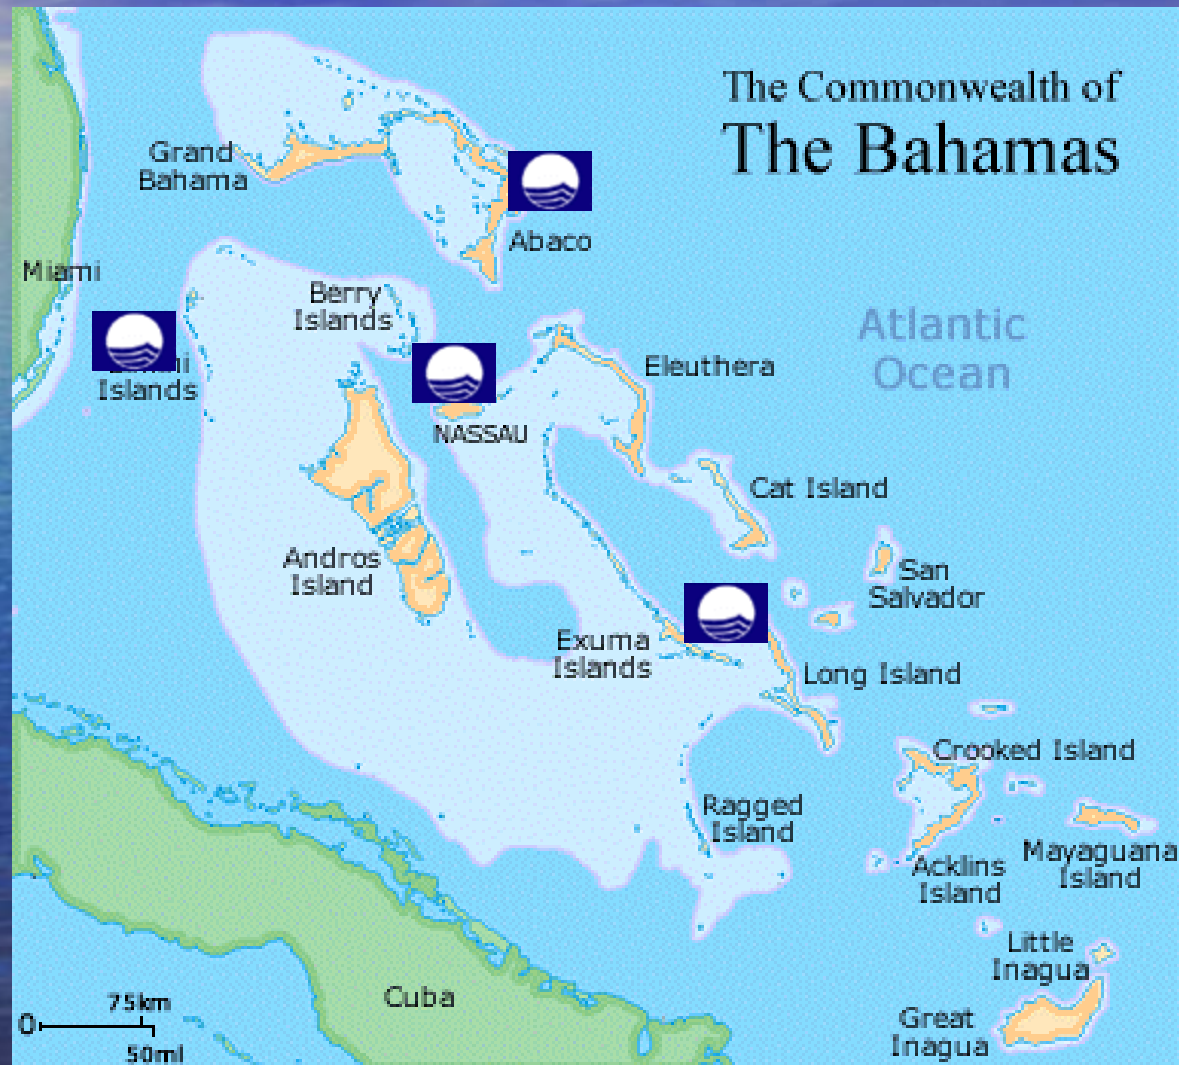 The Commonwealth of
The Bahamas
Grand
Bahama
Abaco
Miami
Berry
Islands
Atlantic
Ocean
Eleuthera
Islands
NASSAU
Cat Island
Andros
Island
San
Salvador
Exuma
Islands
Long Island
Crooked Island
Ragged
Island
Mayaguana
Island
Acklins
Island
Little
Inagua
Cuba
Great
Inagua
75km
0
50mi